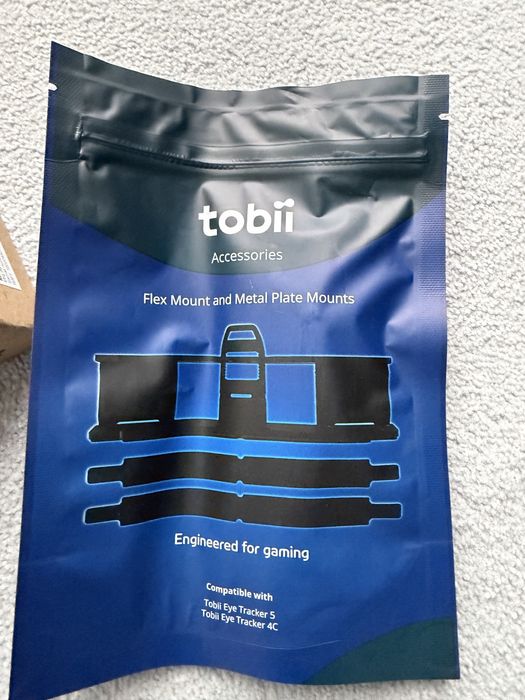 tobii
Accessories
Flex Mount and Metal Plate Mounts
Engineered for gaming
Compatible with
Tobii Eye Tracker 5
Tobii Eye Tracker 4C